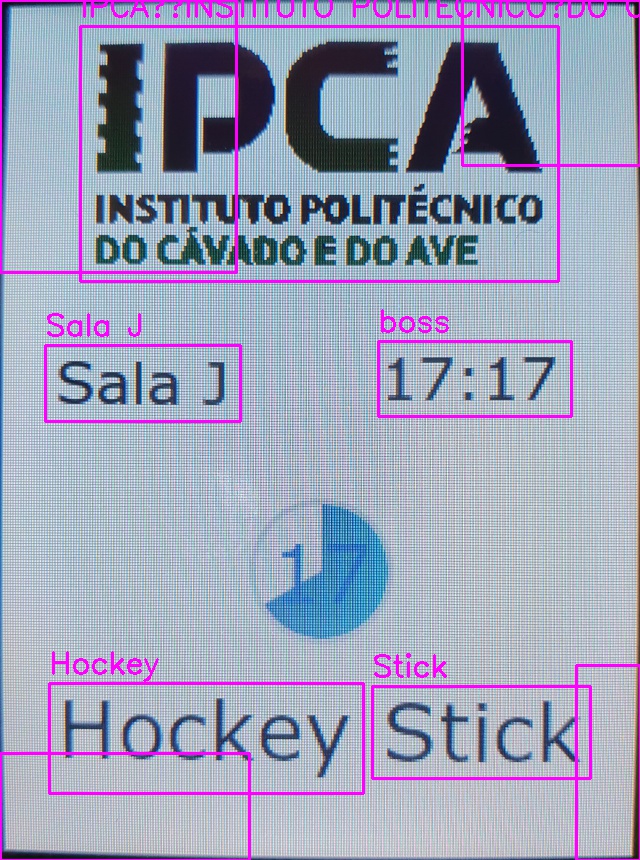 IPCA??INSTITUTO POLITÉCNICO?DO C
IPCA
INSTITUTO POLITÉCNICO
DO CÁVADO E DO AVE
Sala J boss
Sala J 17:17
17
Hockey Stick
Hockey Stick